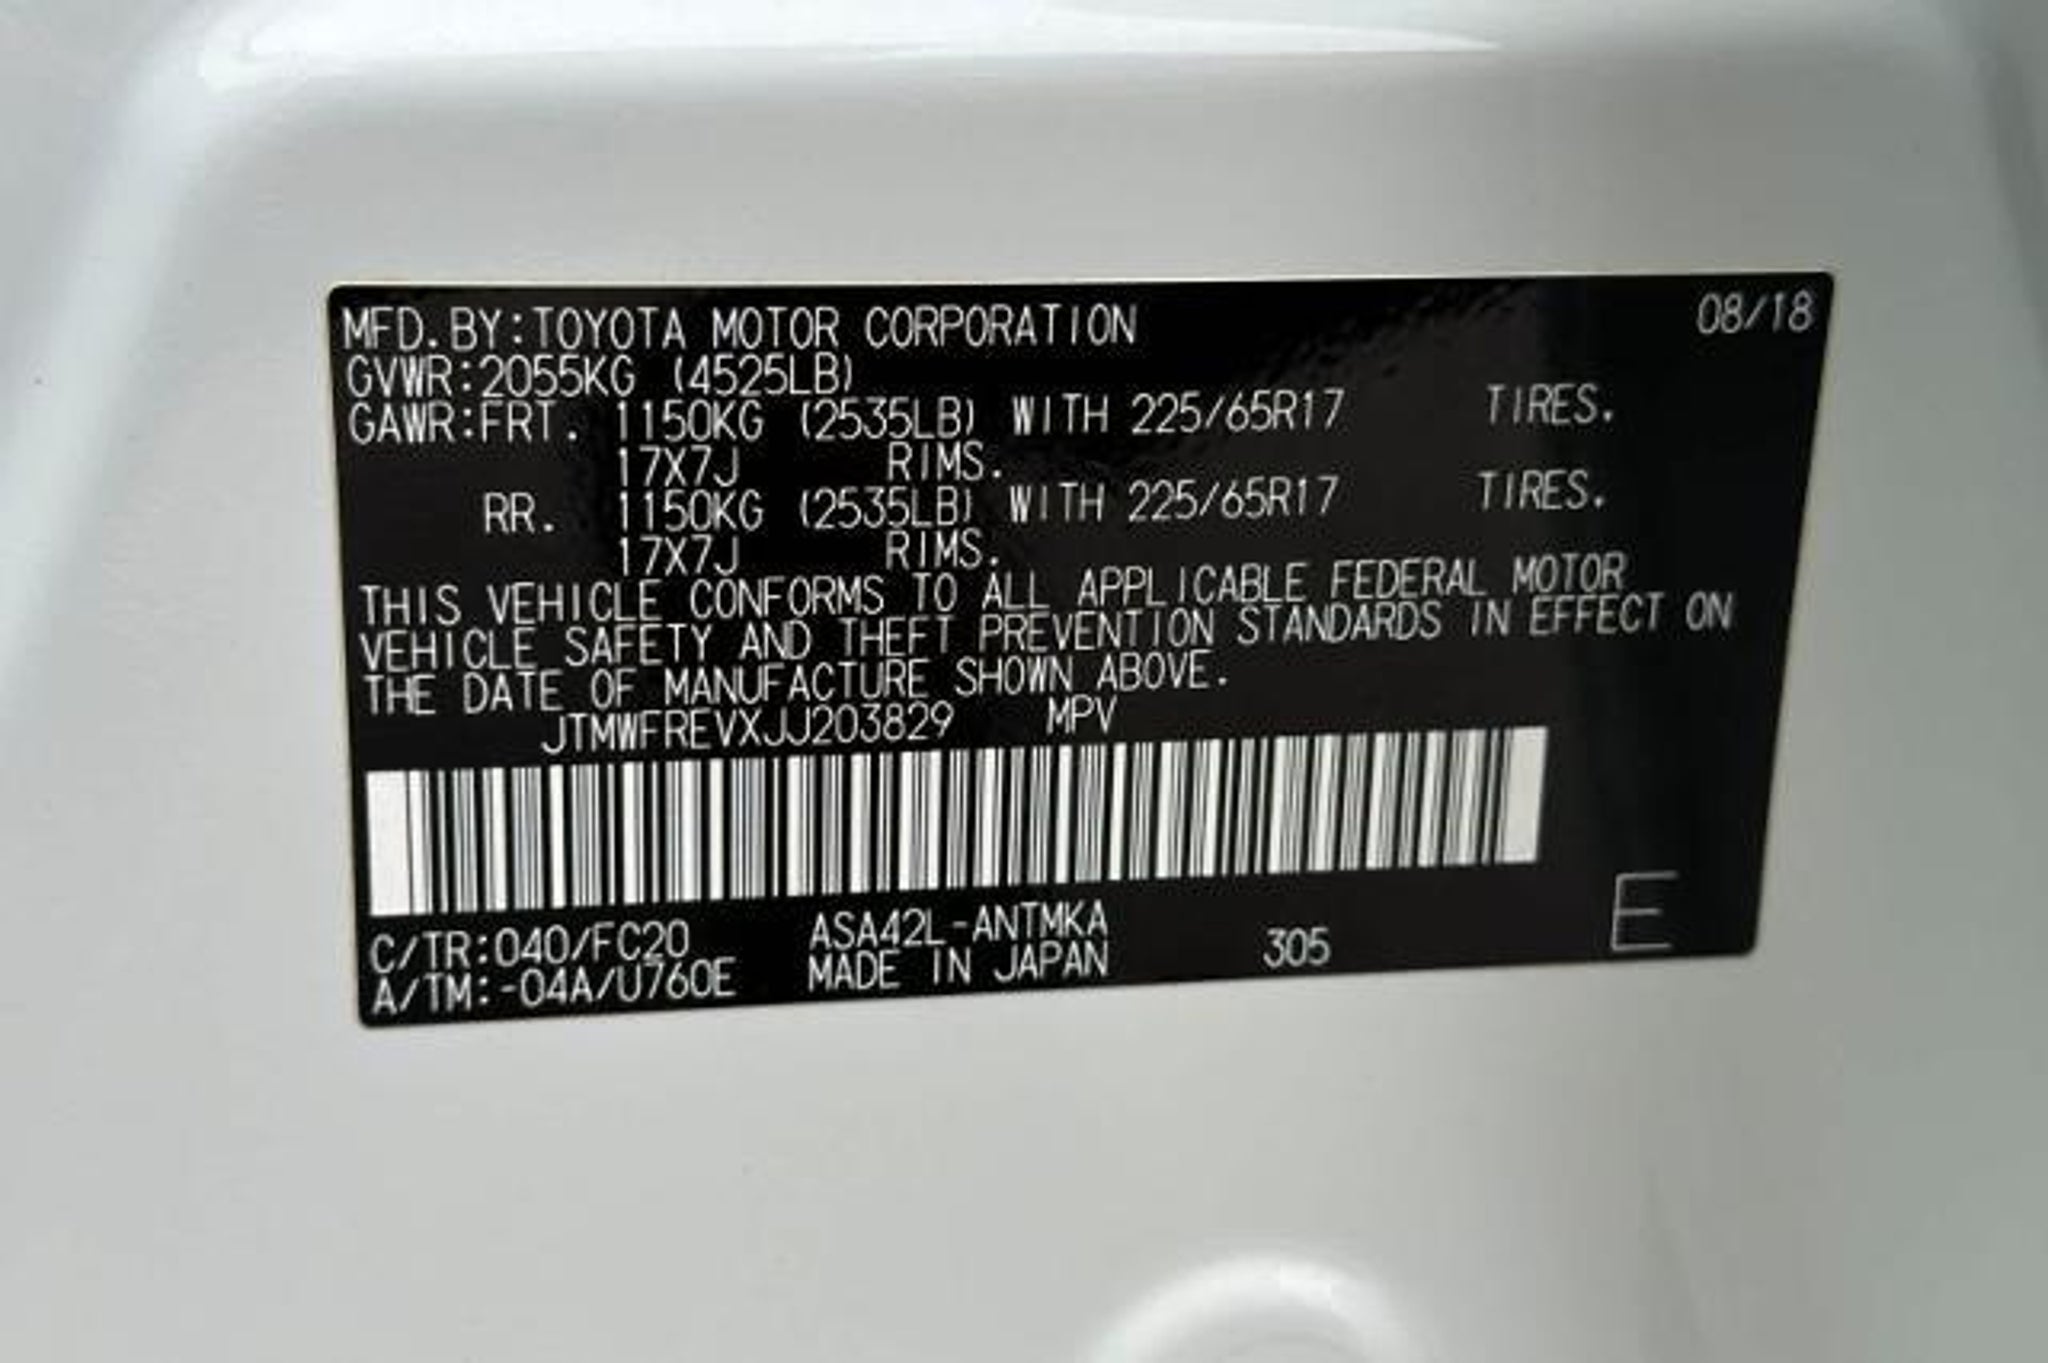 MFD.BY:TOYOTA MOTOR CORPORATION 08/18
GVWR:2055KG (4525LB)
GAWR:FRT. 1150KG (2535LB) WITH 225/65R17 TIRES.
17X7J RIMS.
RR. 1150KG (2535LB) WITH 225/65R17 TIRES.
17X7J RIMS.
THIS VEHICLE CONFORMS TO ALL APPLICABLE FEDERAL MOTOR
VEHICLE SAFETY AND THEFT PREVENTION STANDARDS IN EFFECT ON
THE DATE OF MANUFACTURE SHOWN ABOVE.
JTMWFREVXJJ203829 MPV
C/TR:040/FC20 ASA42L-ANTMKA 305 E
A/TM:-04A/U760E MADE IN JAPAN